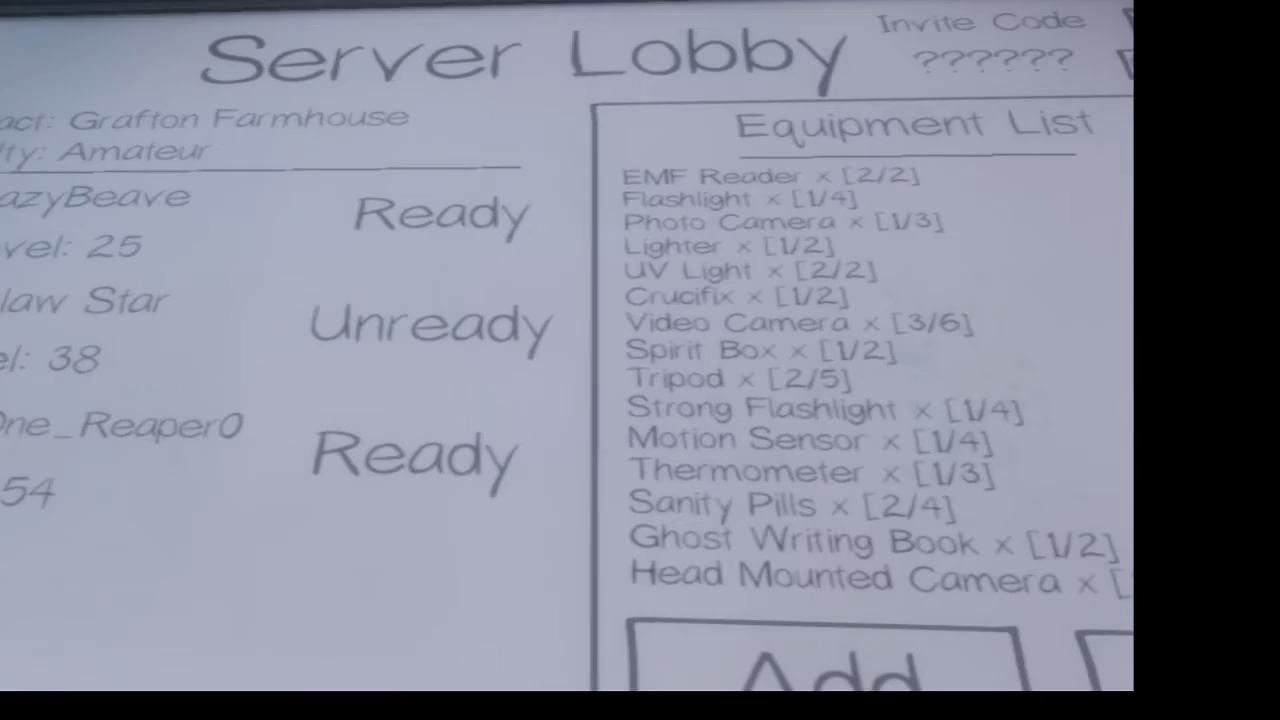 Server Lobby
Invite Code
??????
act: Grafton Farmhouse
lty: Amateur
azyBeave
Ready
vel: 25
law Star
Unready
el: 38
One_Reaper0
Ready
54
Equipment List
EMF Reader x [2/2]
Flashlight x [1/4]
Photo Camera x [1/3]
Lighter x [1/2]
UV Light x [2/2]
Crucifix x [1/2]
Video Camera x [3/6]
Spirit Box x [1/2]
Tripod x [2/5]
Strong Flashlight x [1/4]
Motion Sensor x [1/4]
Thermometer x [1/3]
Sanity Pills x [2/4]
Ghost Writing Book x [1/2]
Head Mounted Camera x [
Add